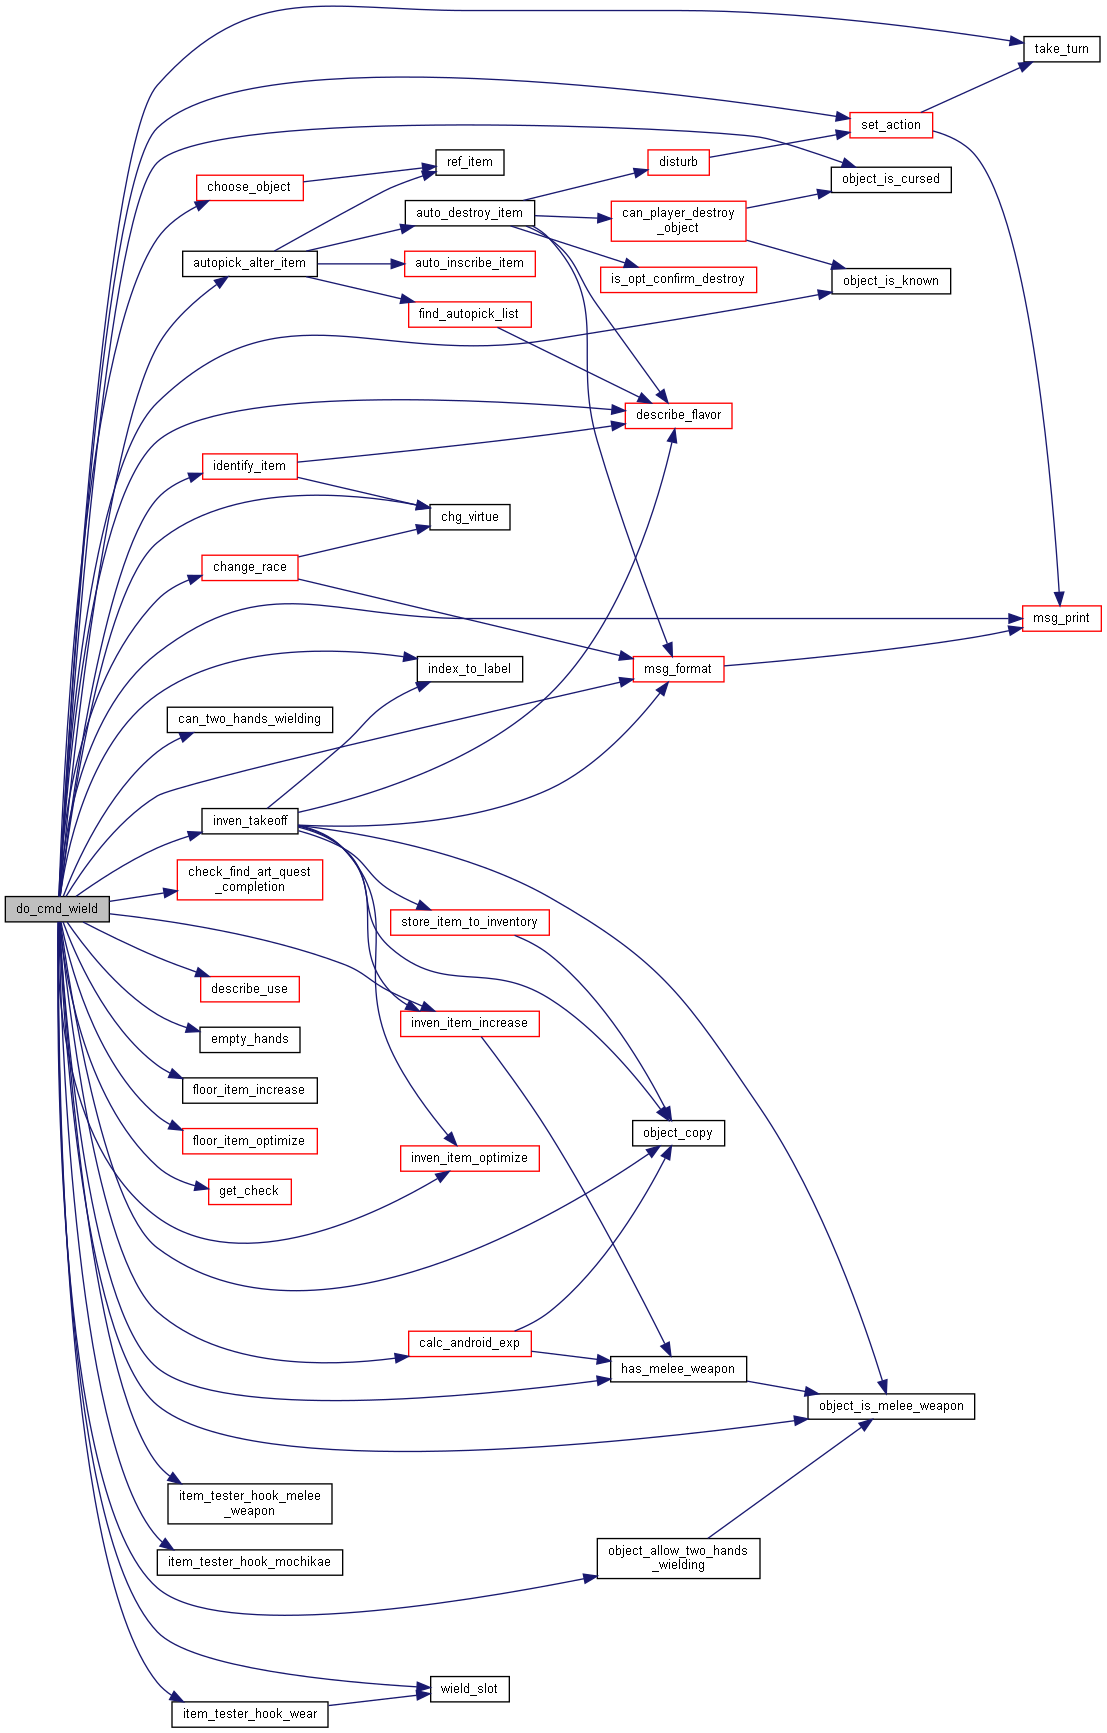 take_turn
set_action
ref_item
disturb
object_is_cursed
choose_object
auto_destroy_item
can_player_destroy
_object
autopick_alter_item
auto_inscribe_item
is_opt_confirm_destroy
object_is_known
find_autopick_list
describe_flavor
identify_item
chg_virtue
change_race
msg_print
index_to_label
msg_format
can_two_hands_wielding
inven_takeoff
check_find_art_quest
_completion
do_cmd_wield
store_item_to_inventory
describe_use
inven_item_increase
empty_hands
floor_item_increase
object_copy
floor_item_optimize
inven_item_optimize
get_check
calc_android_exp
has_melee_weapon
object_is_melee_weapon
item_tester_hook_melee
_weapon
object_allow_two_hands
_wielding
item_tester_hook_mochikae
wield_slot
item_tester_hook_wear